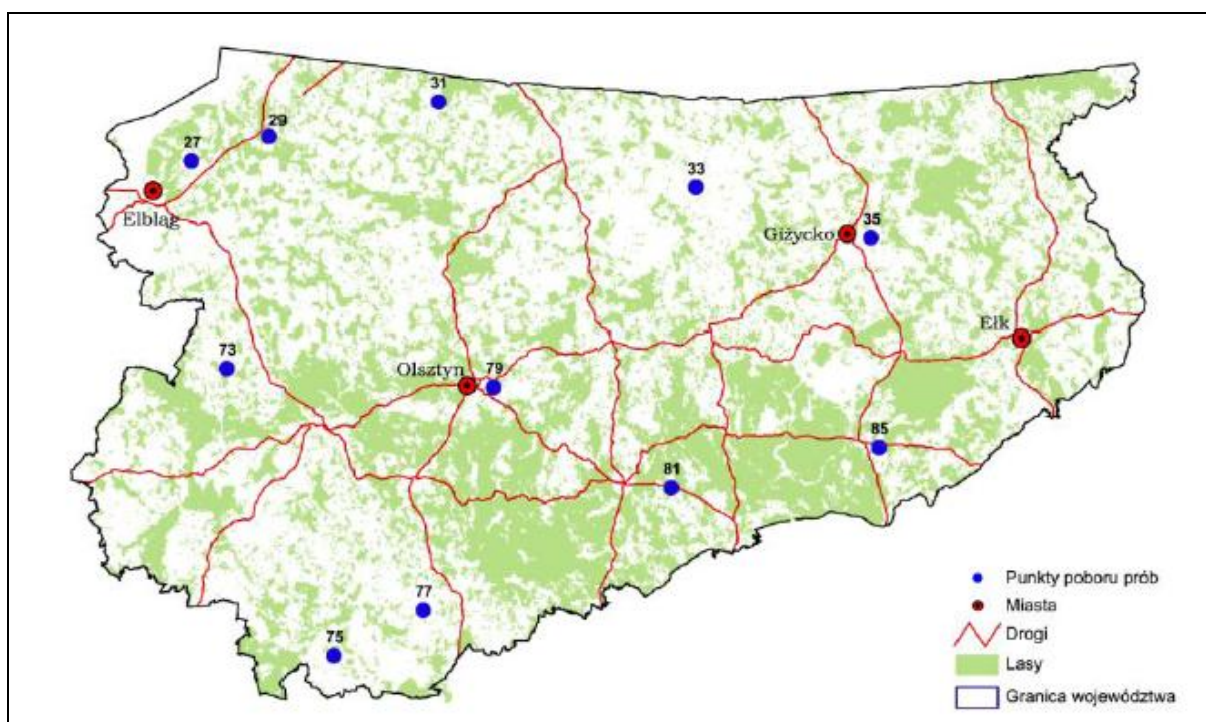 31
29
27
33
Elbląg
35
Giżycko
Ełk
73
Olsztyn
79
85
81
77
75
Punkty poboru prób
Miasta
Drogi
Lasy
Granica województwa